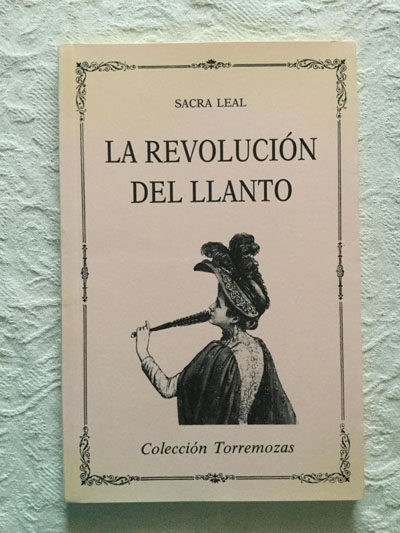 SACRA LEAL
LA REVOLUCIÓN
DEL LLANTO
Colección Torremozas